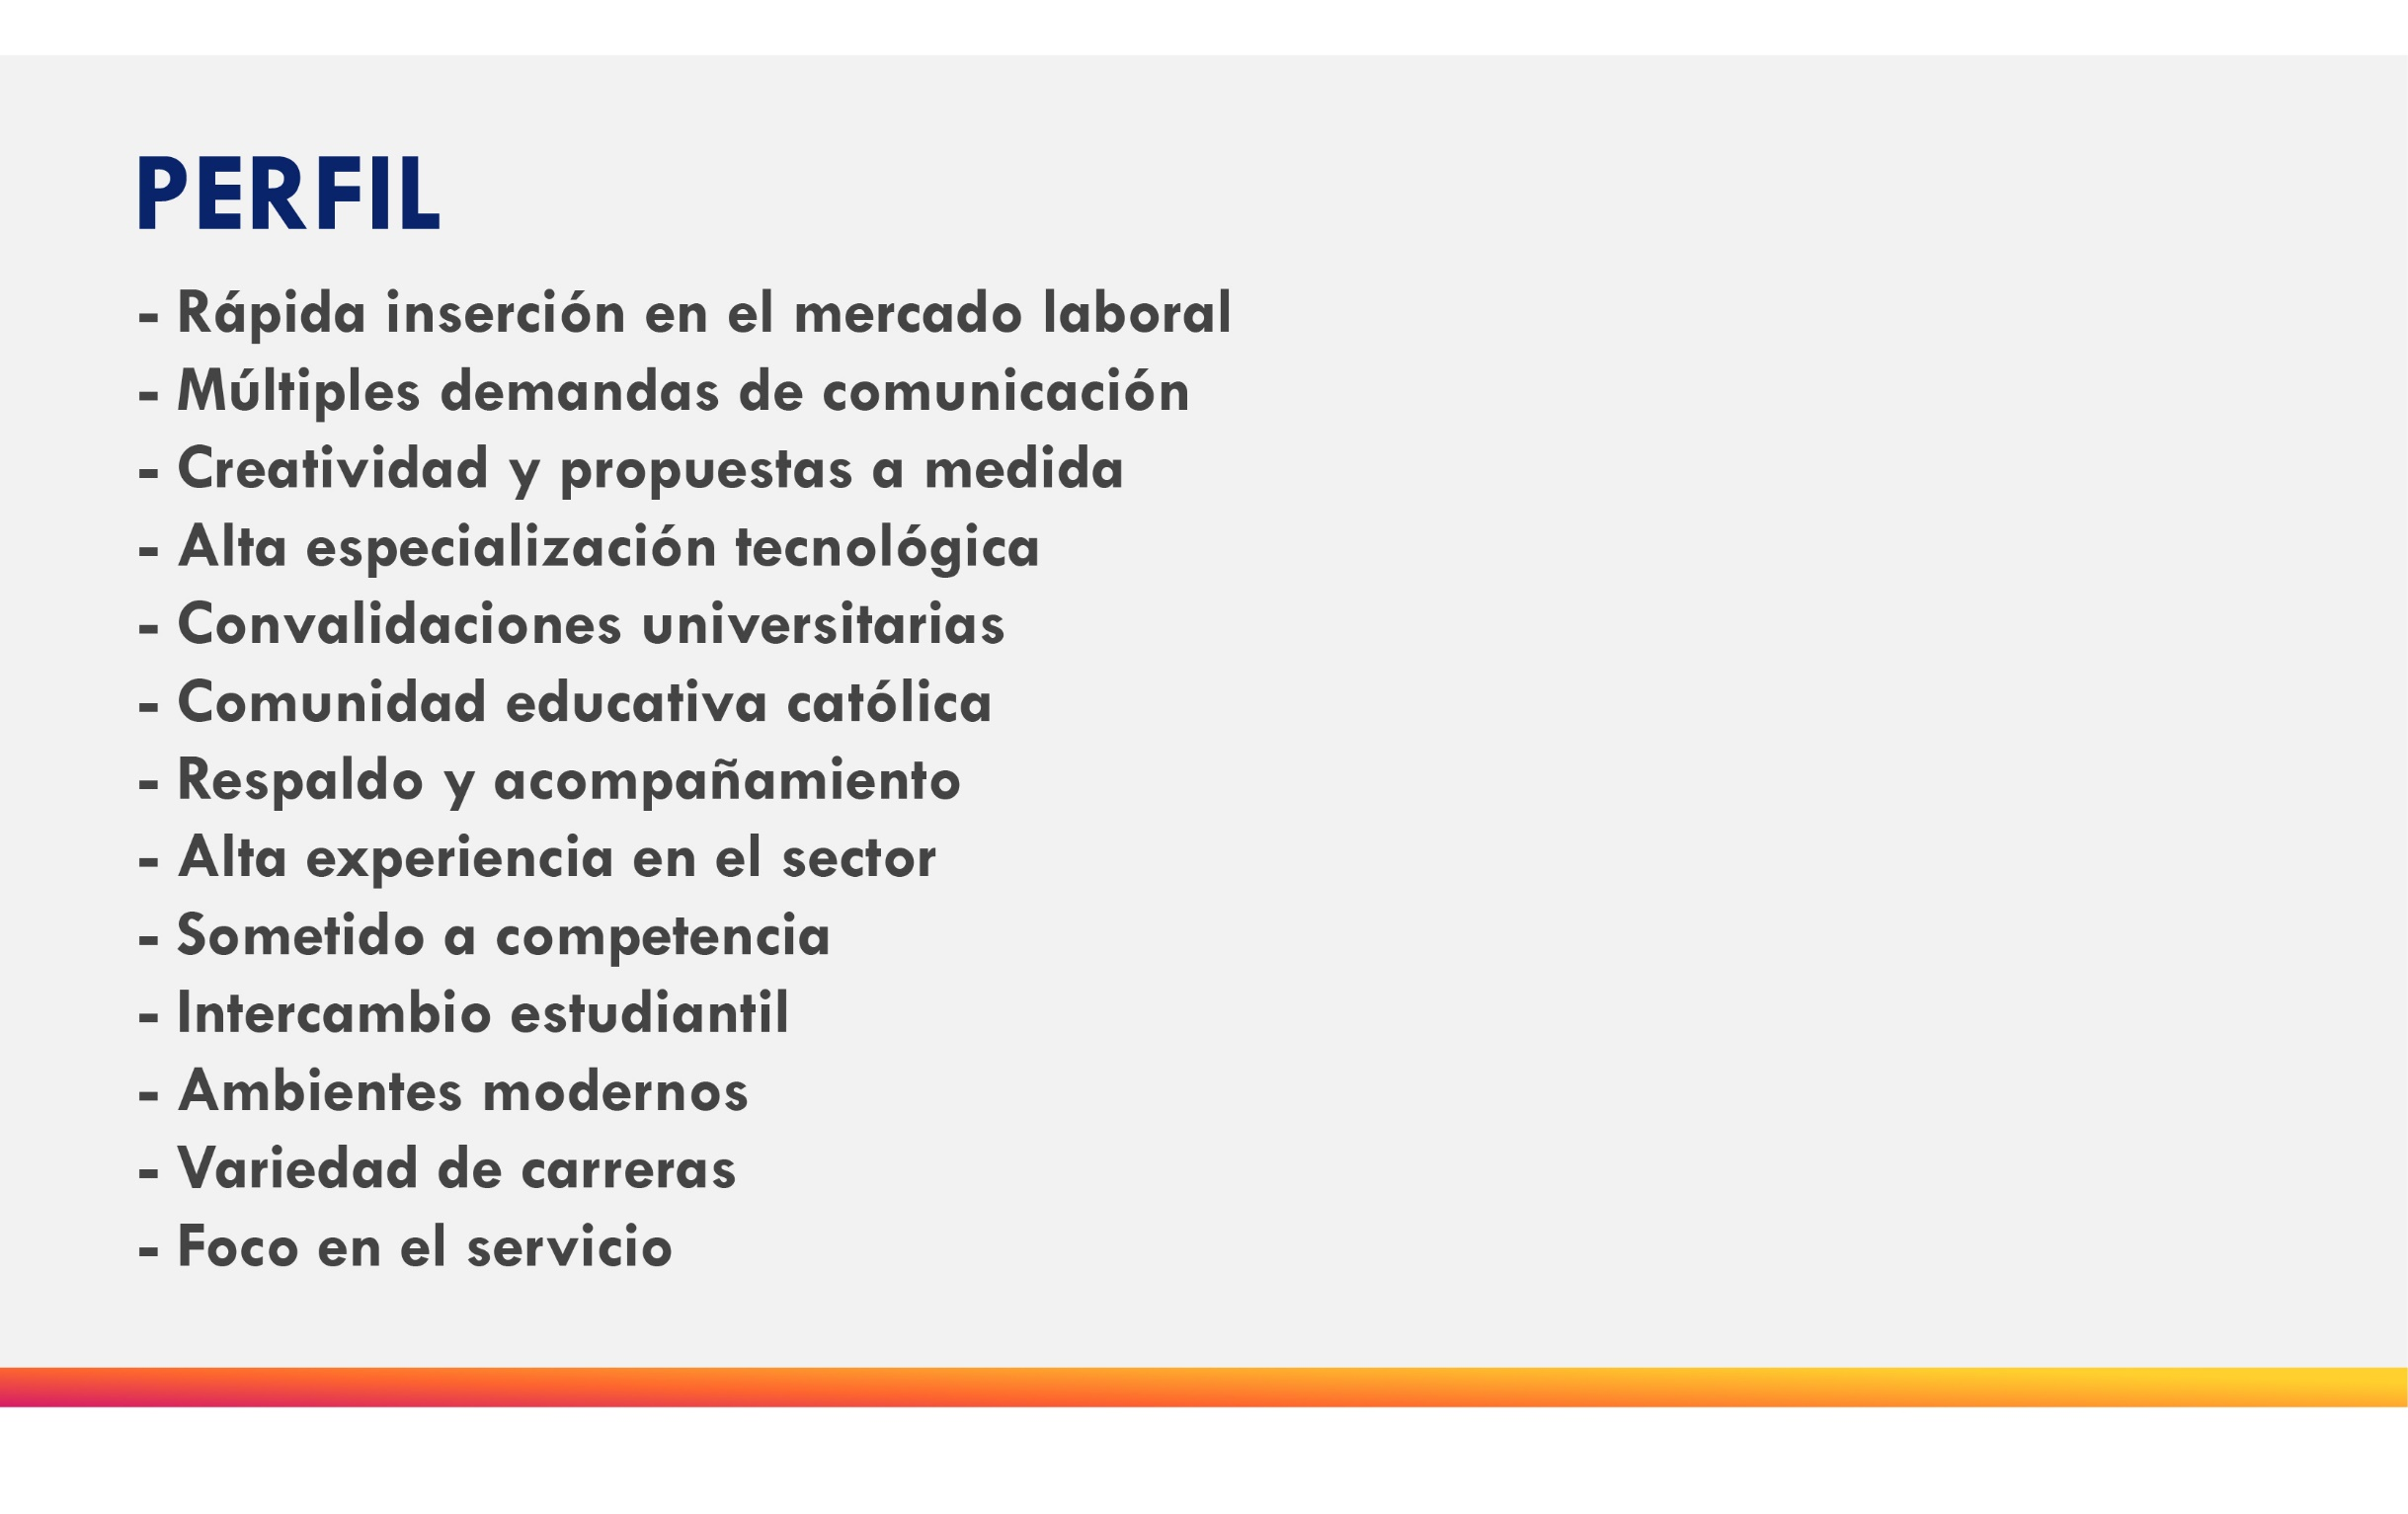 PERFIL
- Rápida inserción en el mercado laboral
- Múltiples demandas de comunicación
- Creatividad y propuestas a medida
- Alta especialización tecnológica
- Convalidaciones universitarias
- Comunidad educativa católica
- Respaldo y acompañamiento
- Alta experiencia en el sector
- Sometido a competencia
- Intercambio estudiantil
- Ambientes modernos
- Variedad de carreras
- Foco en el servicio